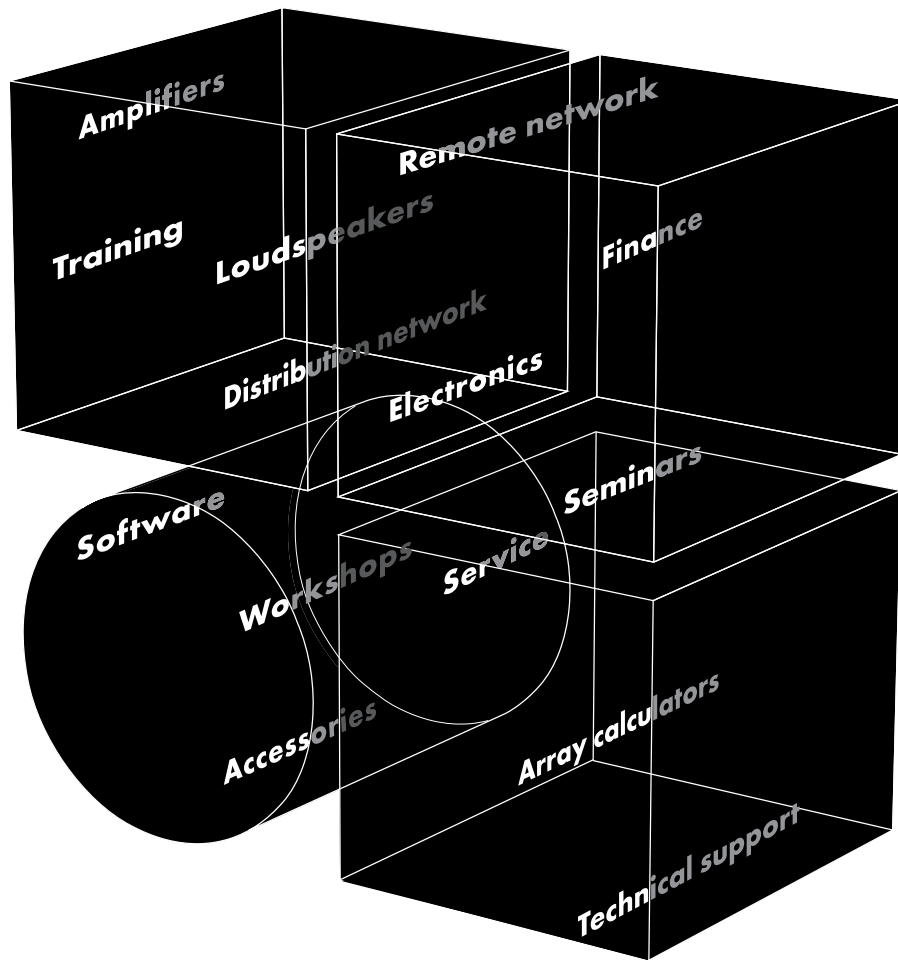 Amplifiers
Remote network
Training
Loudspeakers
Finance
Distribution network
Electronics
Software
Seminars
Workshops
Service
Accessories
Array calculators
Technical support